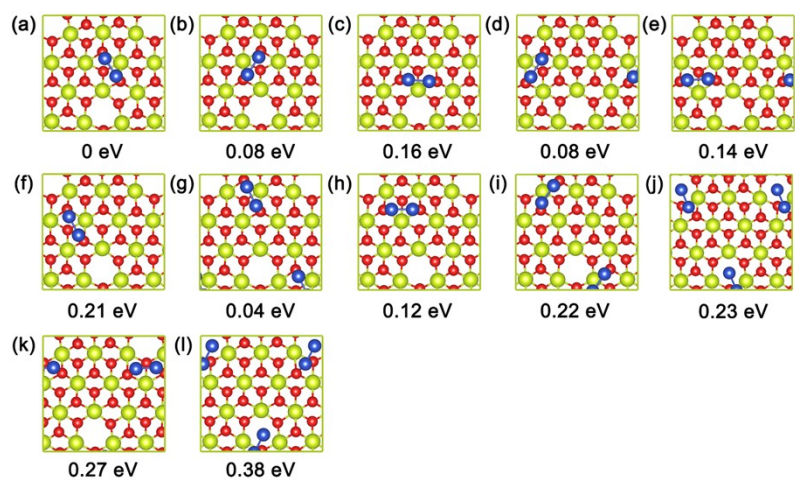 (a) (b) (c) (d) (e)
0 eV 0.08 eV 0.16 eV 0.08 eV 0.14 eV
(f) (g) (h) (i) (j)
0.21 eV 0.04 eV 0.12 eV 0.22 eV 0.23 eV
(k) (l)
0.27 eV 0.38 eV